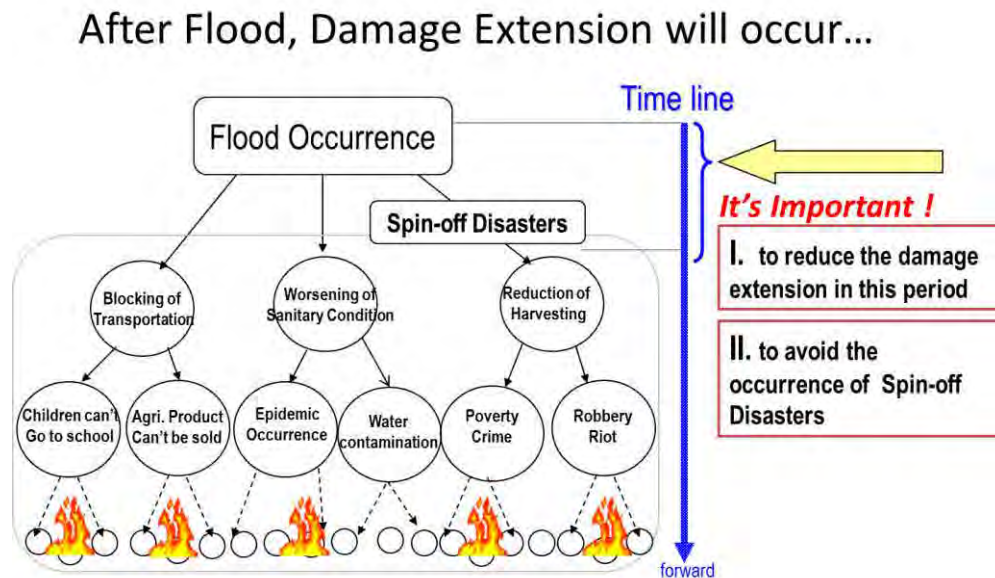 After Flood, Damage Extension will occur...
Time line
Flood Occurrence
It's Important !
Spin-off Disasters
I. to reduce the damage
extension in this period
Blocking of
Transportation
Worsening of
Sanitary Condition
Reduction of
Harvesting
II. to avoid the
occurrence of Spin-off
Disasters
Children can't
Go to school
Agri. Product
Can't be sold
Epidemic
Occurrence
Water
contamination
Poverty
Crime
Robbery
Riot
forward